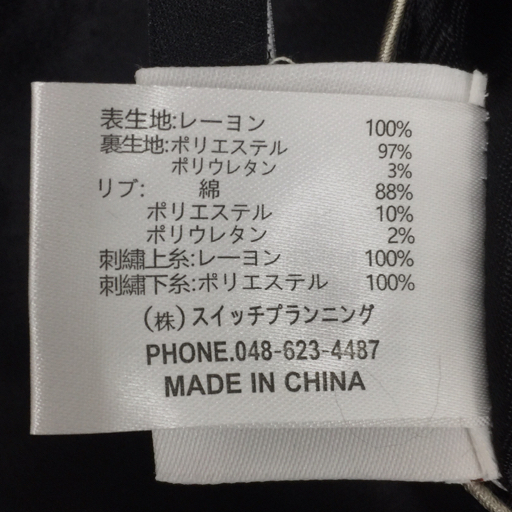 表生地:レーヨン 100%
裏生地:ポリエステル 97%
ポリウレタン 3%
リブ: 綿 88%
ポリエステル 10%
ポリウレタン 2%
刺繍上糸:レーヨン 100%
刺繍下糸:ポリエステル 100%
(株)スイッチプランニング
PHONE.048-623-4487
MADE IN CHINA